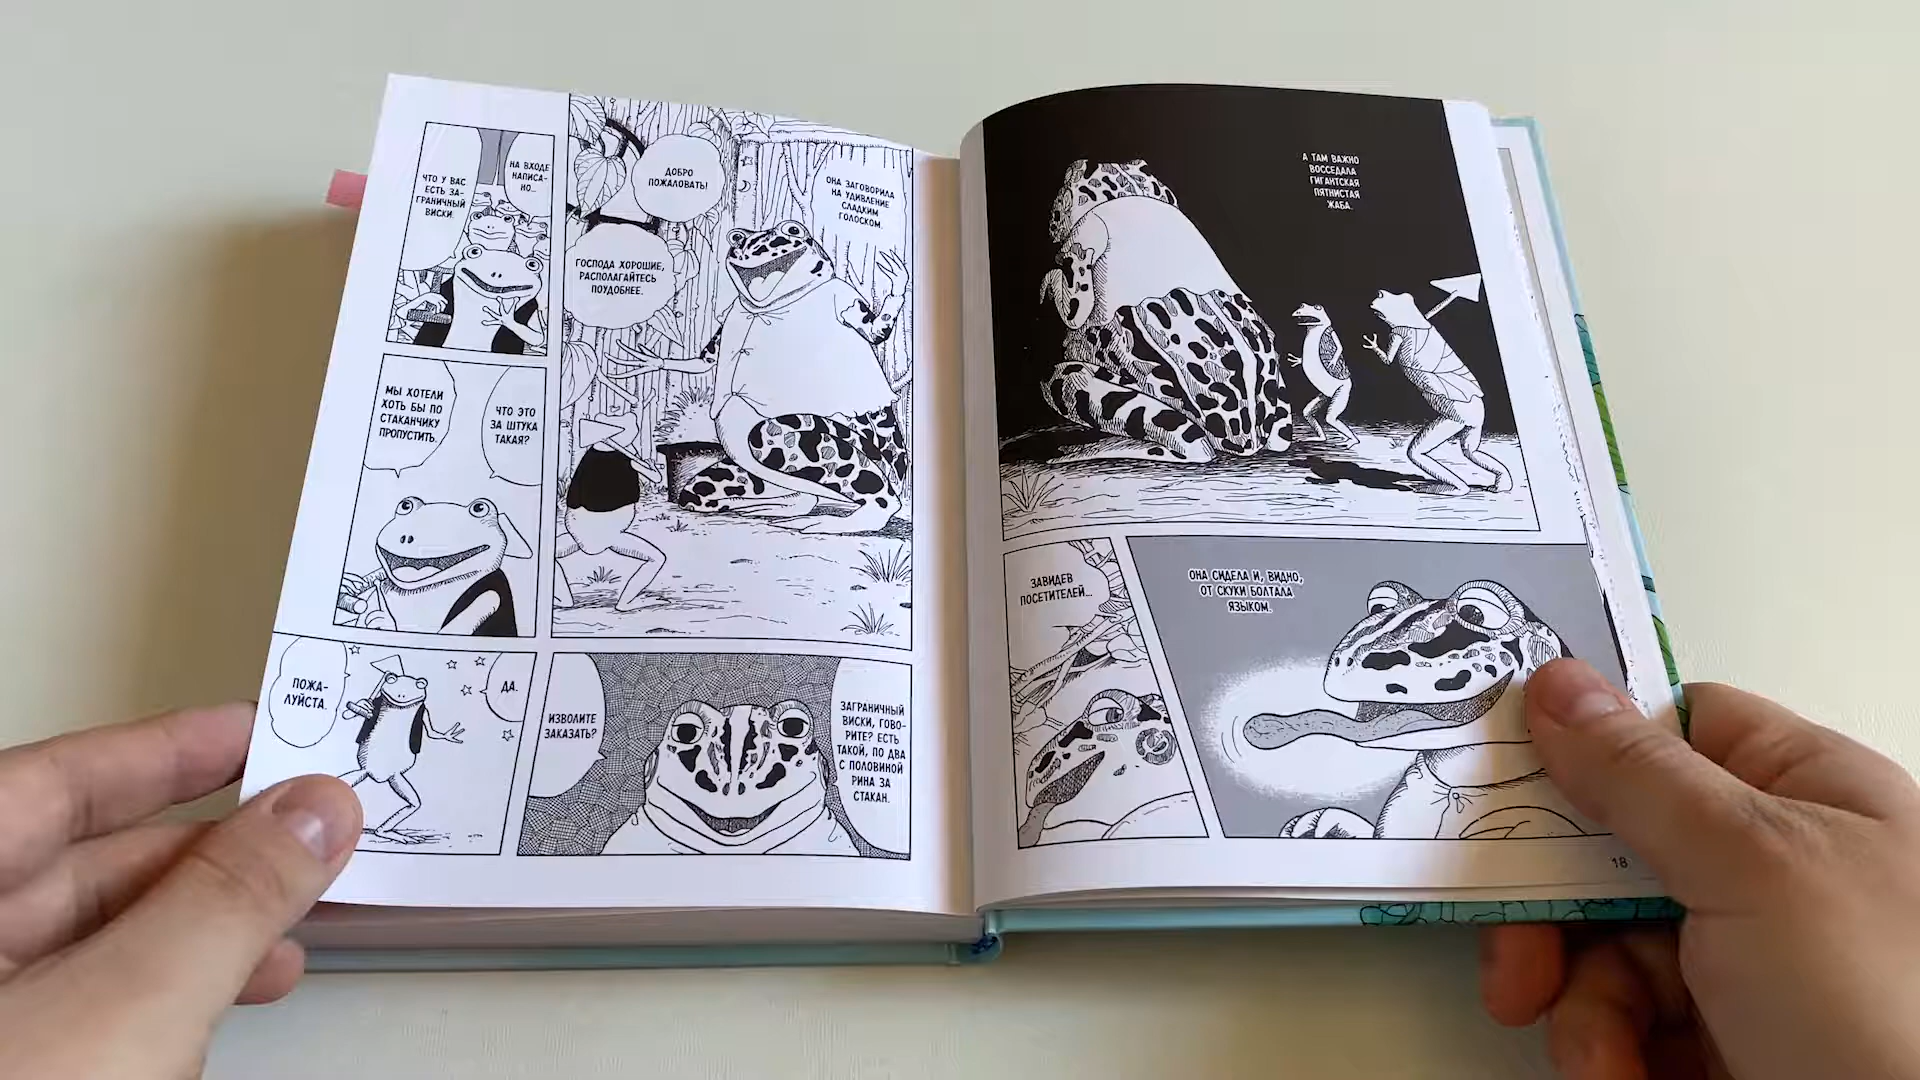 А ТАМ ВАЖНО
ВОССЕДАЛА
ГИГАНТСКАЯ
ПЯТНИСТАЯ
ЖАБА.
ОНА СИДЕЛА И, ВИДНО,
ОТ СКУКИ БОЛТАЛА
ЯЗЫКОМ.
ЗАВИДЕВ
ПОСЕТИТЕЛЕЙ...
18
ОНА ЗАГОВОРИЛА
НА УДИВЛЕНИЕ
СЛАДКИМ
ГОЛОСКОМ.
ДОБРО
ПОЖАЛОВАТЬ!
ГОСПОДА ХОРОШИЕ,
РАСПОЛАГАЙТЕСЬ
ПОУДОБНЕЕ.
НА ВХОДЕ
НАПИСА-
НО...
ЧТО У ВАС
ЕСТЬ ЗА-
ГРАНИЧНЫЙ
ВИСКИ.
ЧТО ЭТО
ЗА ШТУКА
ТАКАЯ?
МЫ ХОТЕЛИ
ХОТЬ БЫ ПО
СТАКАНЧИКУ
ПРОПУСТИТЬ.
ЗАГРАНИЧНЫЙ
ВИСКИ, ГОВО-
РИТЕ? ЕСТЬ
ТАКОЙ, ПО ДВА
С ПОЛОВИНОЙ
РИНА ЗА
СТАКАН.
ИЗВОЛИТЕ
ЗАКАЗАТЬ?
ДА.
ПОЖА-
ЛУЙСТА.